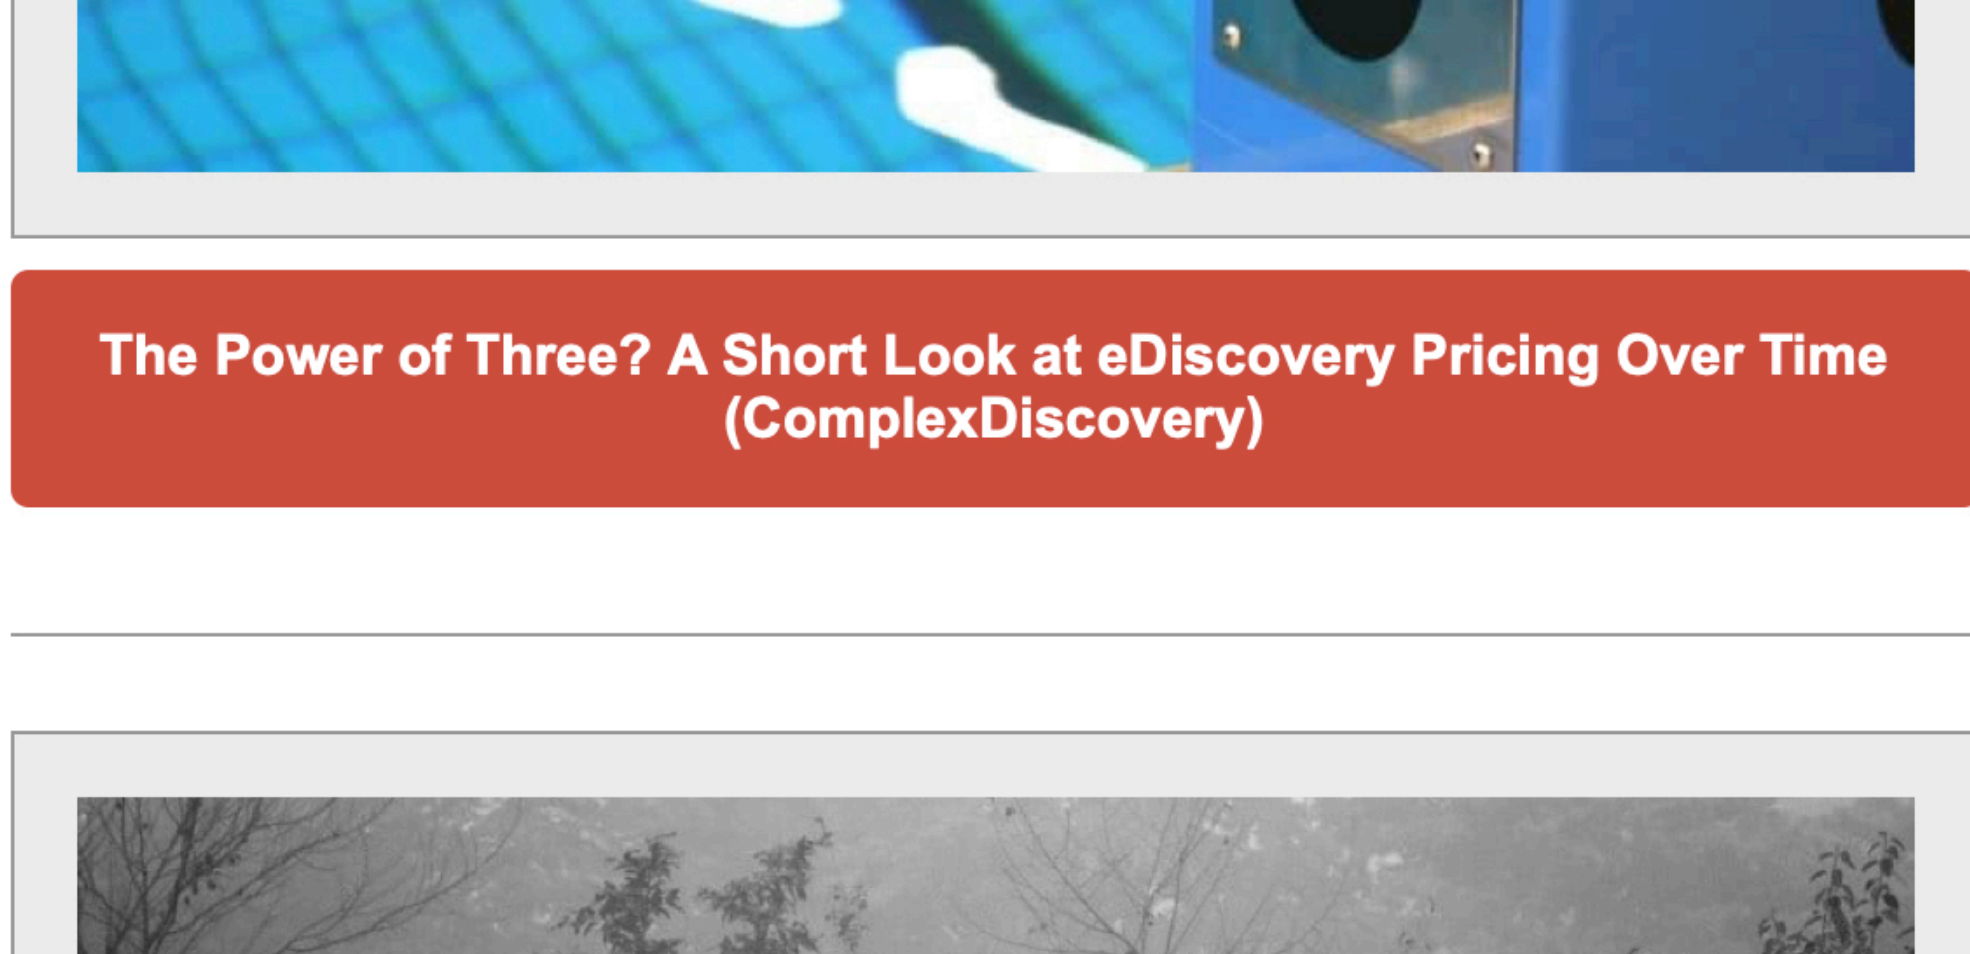 The Power of Three? A Short Look at eDiscovery Pricing Over Time
(ComplexDiscovery)